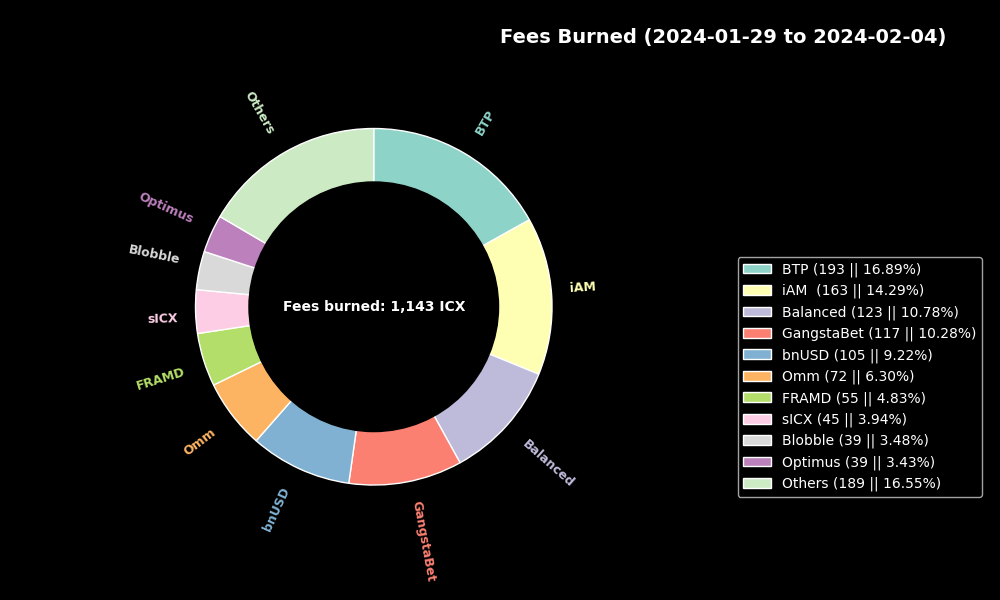 Fees Burned (2024-01-29 to 2024-02-04)
Others
BTP
Optimus
Blobble
iAM
sICX
Fees burned: 1,143 ICX
FRAMD
Omm
Balanced
bnUSD
GangstaBet
BTP (193 || 16.89%)
iAM  (163 || 14.29%)
Balanced (123 || 10.78%)
GangstaBet (117 || 10.28%)
bnUSD (105 || 9.22%)
Omm (72 || 6.30%)
FRAMD (55 || 4.83%)
sICX (45 || 3.94%)
Blobble (39 || 3.48%)
Optimus (39 || 3.43%)
Others (189 || 16.55%)